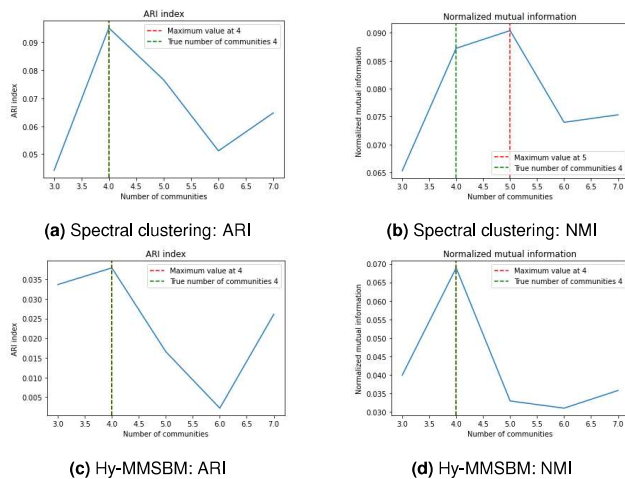 ARI index
Maximum value at 4
True number of communities 4
ARI index
0.09
0.08
0.07
0.06
0.05
3.0 3.5 4.0 4.5 5.0 5.5 6.0 6.5 7.0
Number of communities
(a) Spectral clustering: ARI
Normalized mutual information
Normalized mutual information
0.090
0.085
0.080
0.075
0.070
0.065
Maximum value at 5
True number of communities 4
3.0 3.5 4.0 4.5 5.0 5.5 6.0 6.5 7.0
Number of communities
(b) Spectral clustering: NMI
ARI index
Maximum value at 4
True number of communities 4
ARI index
0.035
0.030
0.025
0.020
0.015
0.010
0.005
3.0 3.5 4.0 4.5 5.0 5.5 6.0 6.5 7.0
Number of communities
(c) Hy-MMSBM: ARI
Normalized mutual information
Maximum value at 4
True number of communities 4
Normalized mutual information
0.070
0.065
0.060
0.055
0.050
0.045
0.040
0.035
0.030
3.0 3.5 4.0 4.5 5.0 5.5 6.0 6.5 7.0
Number of communities
(d) Hy-MMSBM: NMI